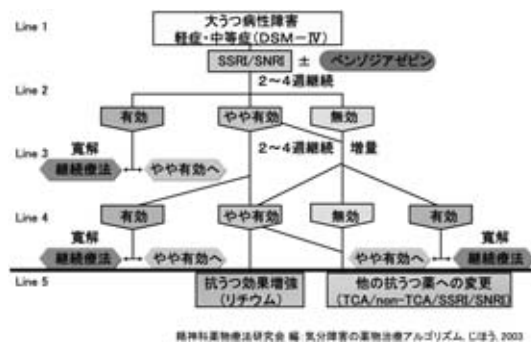 Line 1
大うつ病性障害
軽症・中等症（DSM-Ⅳ）
SSRI/SNRI ± ベンゾジアゼピン
2～4週継続
Line 2
有効 やや有効 無効
2～4週継続 増量
Line 3
寛解
継続療法 やや有効へ
Line 4
有効 やや有効 無効 有効
寛解 寛解
継続療法 やや有効へ やや有効へ 継続療法
Line 5
抗うつ効果増強
（リチウム）
他の抗うつ薬への変更
（TCA/non-TCA/SSRI/SNRI）
精神科薬物療法研究会 編：気分障害の薬物治療アルゴリズム，じほう，2003